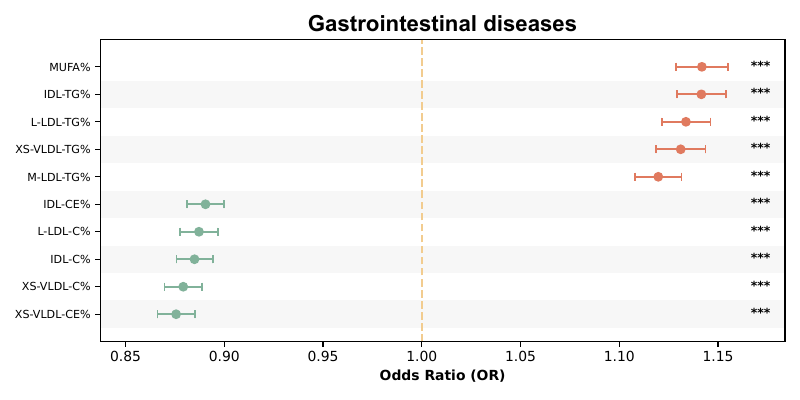 Gastrointestinal diseases
MUFA% ***
IDL-TG% ***
L-LDL-TG% ***
XS-VLDL-TG% ***
M-LDL-TG% ***
IDL-CE% ***
L-LDL-C% ***
IDL-C% ***
XS-VLDL-C% ***
XS-VLDL-CE% ***
0.85 0.90 0.95 1.00 1.05 1.10 1.15
Odds Ratio (OR)